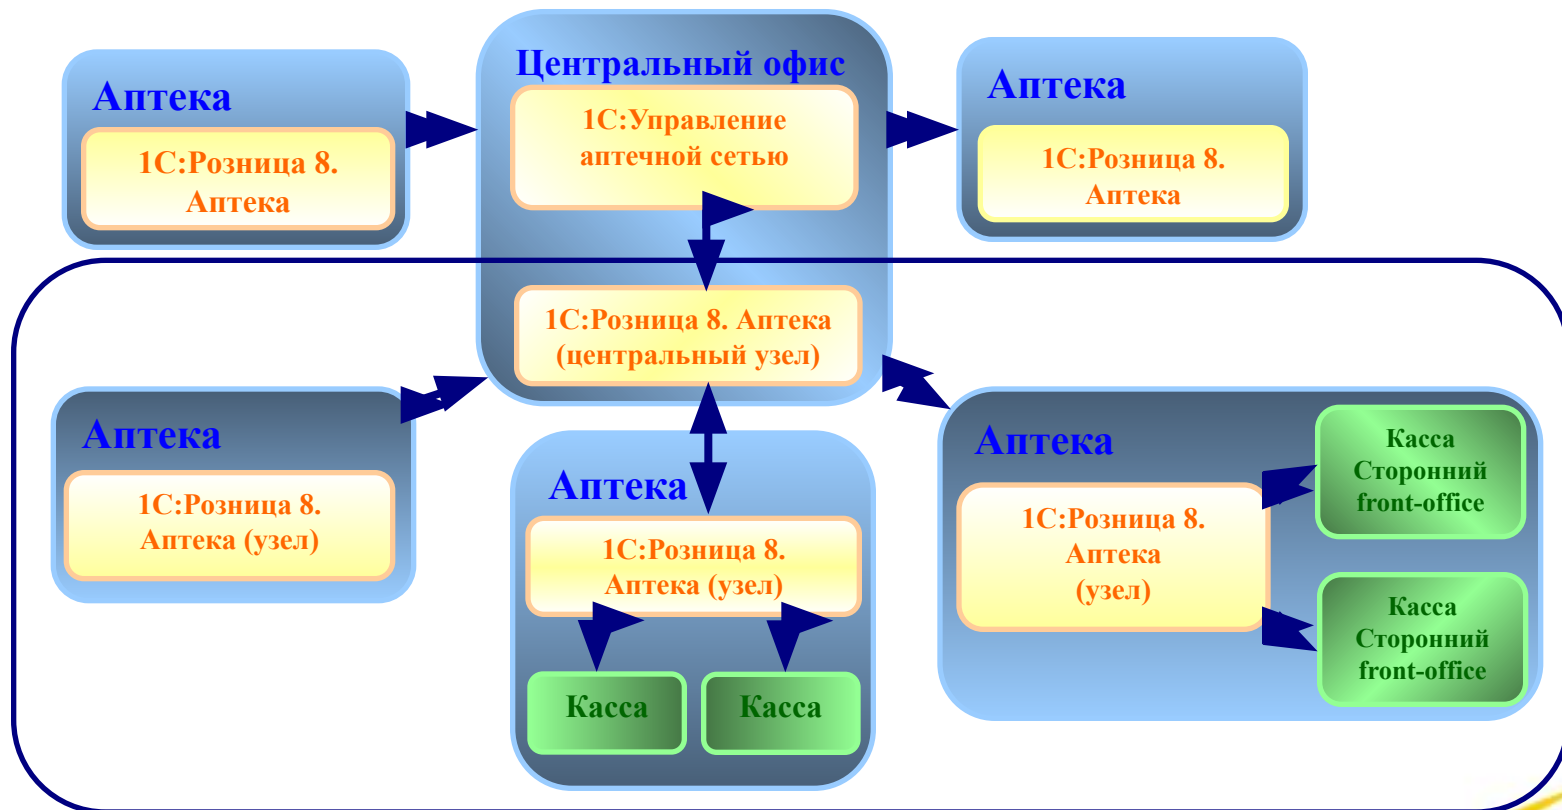 Аптека
1С:Розница 8.
Аптека
Центральный офис
1С:Управление
аптечной сетью
Аптека
1С:Розница 8.
Аптека
1С:Розница 8. Аптека
(центральный узел)
Аптека
1С:Розница 8.
Аптека (узел)
Аптека
1С:Розница 8.
Аптека (узел)
Касса
Касса
Аптека
1С:Розница 8.
Аптека
(узел)
Касса
Сторонний
front-office
Касса
Сторонний
front-office